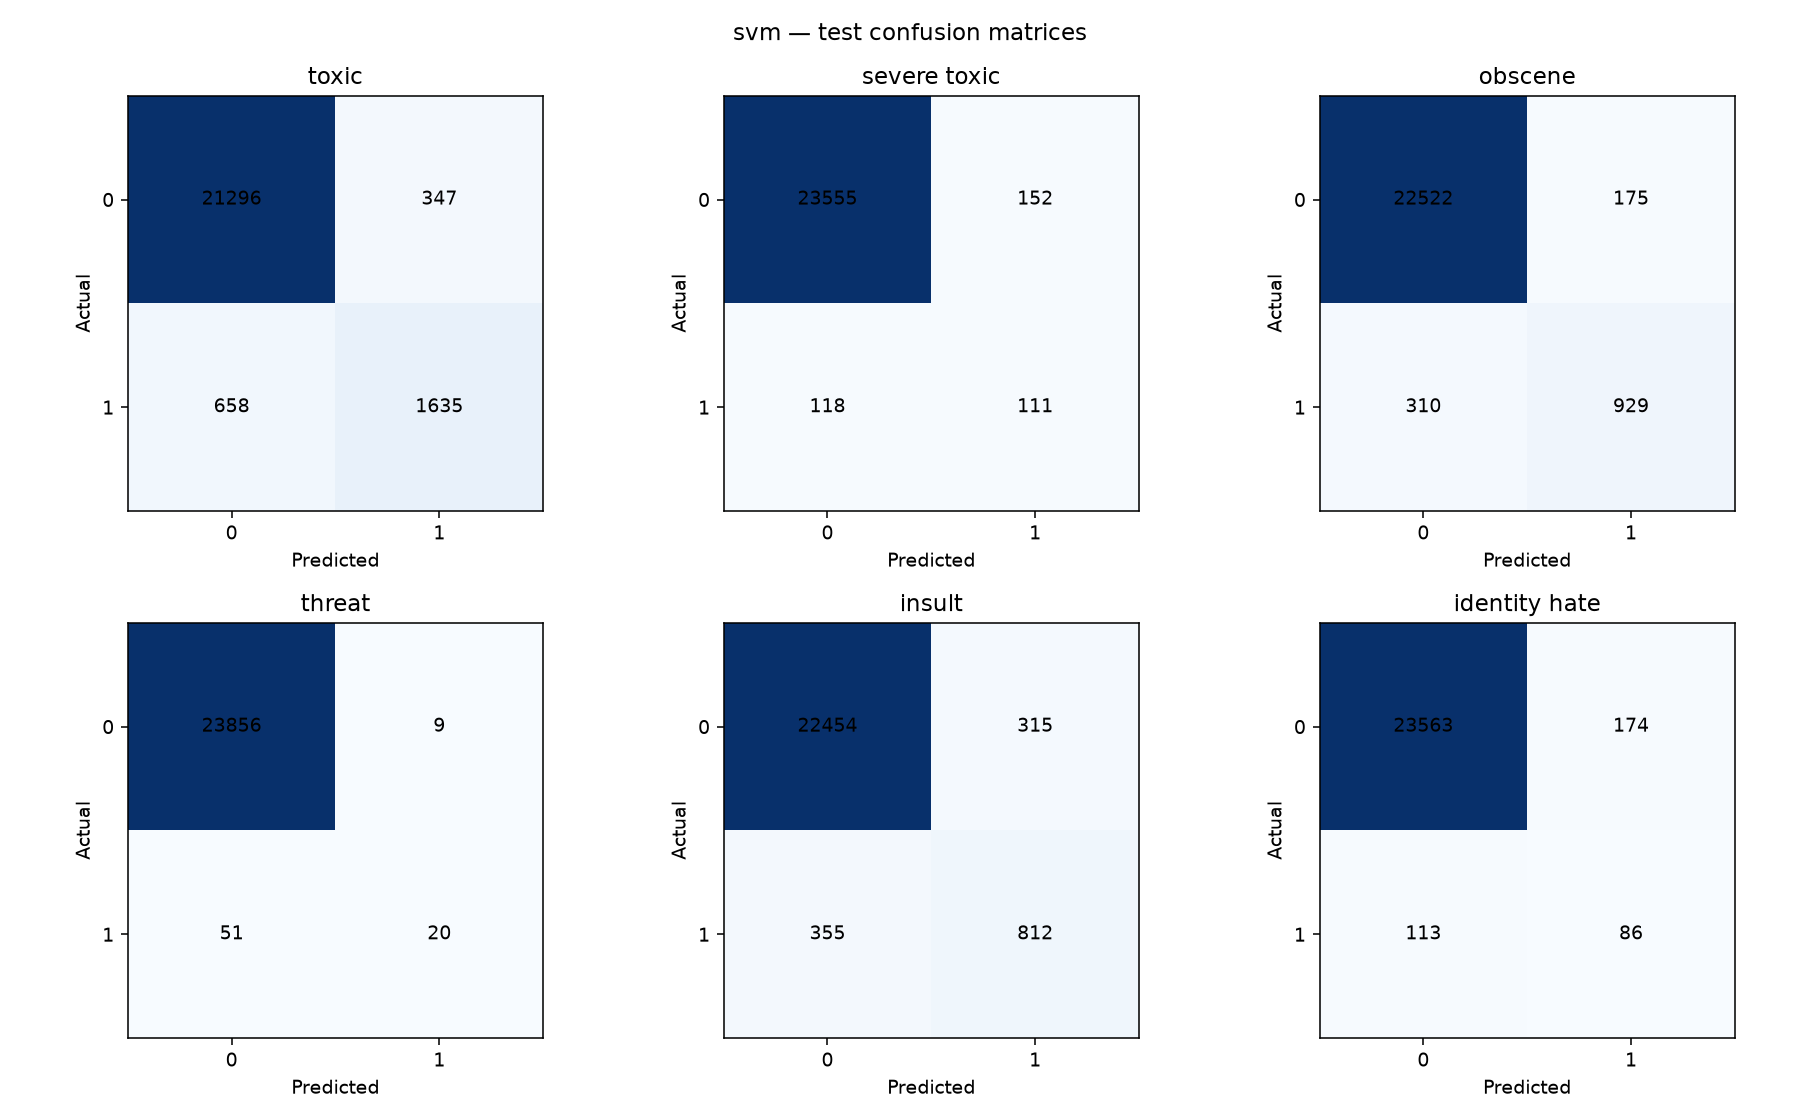 svm — test confusion matrices
toxic
21296 347
658 1635
0
1
Actual
0 1
Predicted
severe toxic
23555 152
118 111
0
1
Actual
0 1
Predicted
obscene
22522 175
310 929
0
1
Actual
0 1
Predicted
threat
23856 9
51 20
0
1
Actual
0 1
Predicted
insult
22454 315
355 812
0
1
Actual
0 1
Predicted
identity hate
23563 174
113 86
0
1
Actual
0 1
Predicted